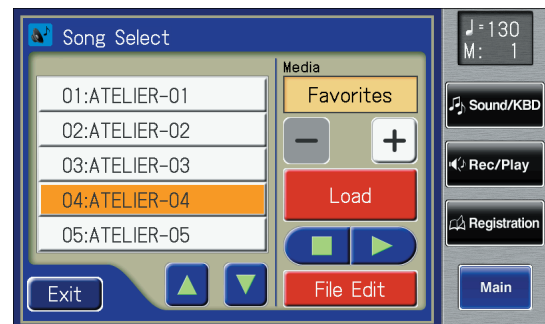 Song Select
Media
Favorites
01:ATELIER-01
02:ATELIER-02
03:ATELIER-03
04:ATELIER-04
05:ATELIER-05
− +
Load
File Edit
Exit
♩=130
M: 1
Sound/KBD
Rec/Play
Registration
Main